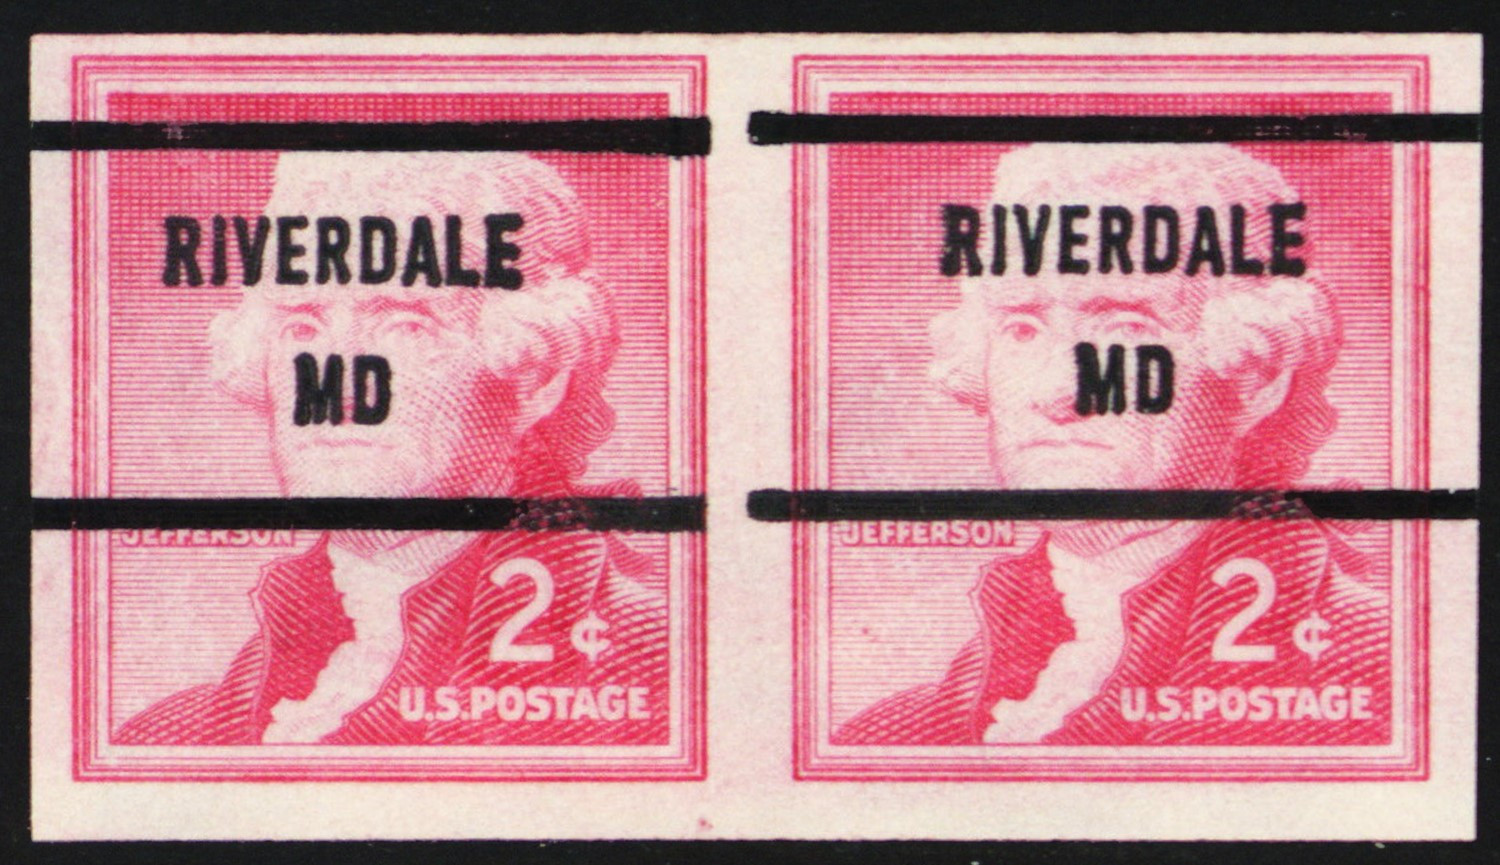 RIVERDALE
MD
JEFFERSON
2¢
U.S.POSTAGE
RIVERDALE
MD
JEFFERSON
2¢
U.S.POSTAGE